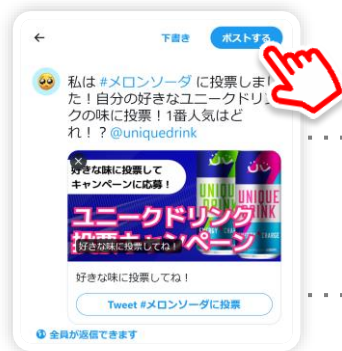 下書き ポストする
私は #メロンソーダ に投票しまし
た！自分の好きなユニークドリン
クの味に投票！1番人気はど
れ！？@uniquedrink
好きな味に投票して
キャンペーンに応募！
UNIQUE
DRINK
ENERGY CHARGE
UNIQUE
DRINK
ユニークドリンク
投票キャンペーン
好きな味に投票してね！
好きな味に投票してね！
Tweet #メロンソーダに投票
全員が返信できます